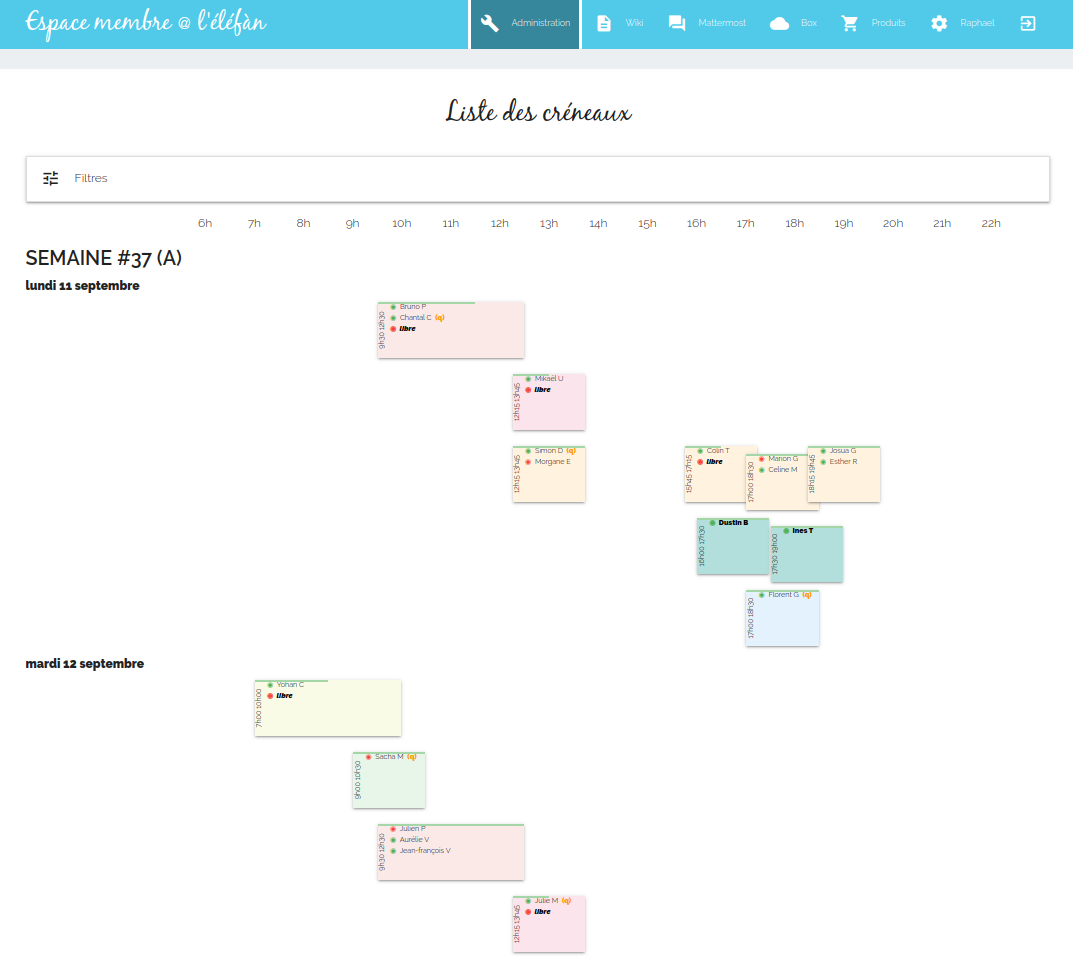 Espace membre @ l'éléfàn
Administration
Wiki
Mattermost
Box
Produits
Raphael
Liste des créneaux
Filtres
6h 7h 8h 9h 10h 11h 12h 13h 14h 15h 16h 17h 18h 19h 20h 21h 22h
SEMAINE #37 (A)
lundi 11 septembre
9h30 12h30
Bruno P
Chantal C (q)
libre
12h15 13h45
Mikael U
libre
12h15 13h45
Simon D (q)
Morgane E
15h45 17h15
Colin T
libre
17h00 18h30
Marion G
Celine M
18h15 19h45
Josua G
Esther R
16h00 17h30
Dustin B
17h30 19h00
Ines T
17h00 18h30
Florent G (q)
mardi 12 septembre
7h00 10h00
Yohan C
libre
9h00 10h30
Sacha M (q)
9h30 12h30
Julien P
Aurélie V
Jean-françois V
12h15 13h45
Julie M (q)
libre